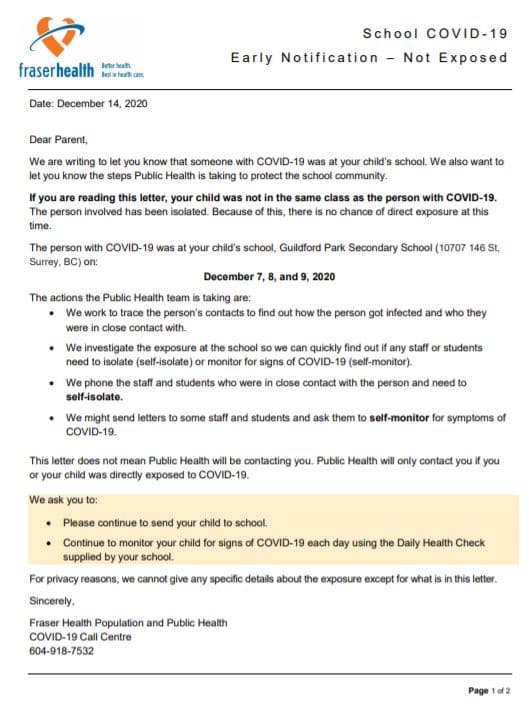 School COVID-19
Early Notification – Not Exposed
fraserhealth
Better health.
Best in health care.
Date: December 14, 2020
Dear Parent,
We are writing to let you know that someone with COVID-19 was at your child's school. We also want to
let you know the steps Public Health is taking to protect the school community.
If you are reading this letter, your child was not in the same class as the person with COVID-19.
The person involved has been isolated. Because of this, there is no chance of direct exposure at this
time.
The person with COVID-19 was at your child's school, Guildford Park Secondary School (10707 146 St,
Surrey, BC) on:
December 7, 8, and 9, 2020
The actions the Public Health team is taking are:
• We work to trace the person's contacts to find out how the person got infected and who they
were in close contact with.
• We investigate the exposure at the school so we can quickly find out if any staff or students
need to isolate (self-isolate) or monitor for signs of COVID-19 (self-monitor).
• We phone the staff and students who were in close contact with the person and need to
self-isolate.
• We might send letters to some staff and students and ask them to self-monitor for symptoms of
COVID-19.
This letter does not mean Public Health will be contacting you. Public Health will only contact you if you
or your child was directly exposed to COVID-19.
We ask you to:
• Please continue to send your child to school.
• Continue to monitor your child for signs of COVID-19 each day using the Daily Health Check
supplied by your school.
For privacy reasons, we cannot give any specific details about the exposure except for what is in this letter.
Sincerely,
Fraser Health Population and Public Health
COVID-19 Call Centre
604-918-7532
Page 1 of 2